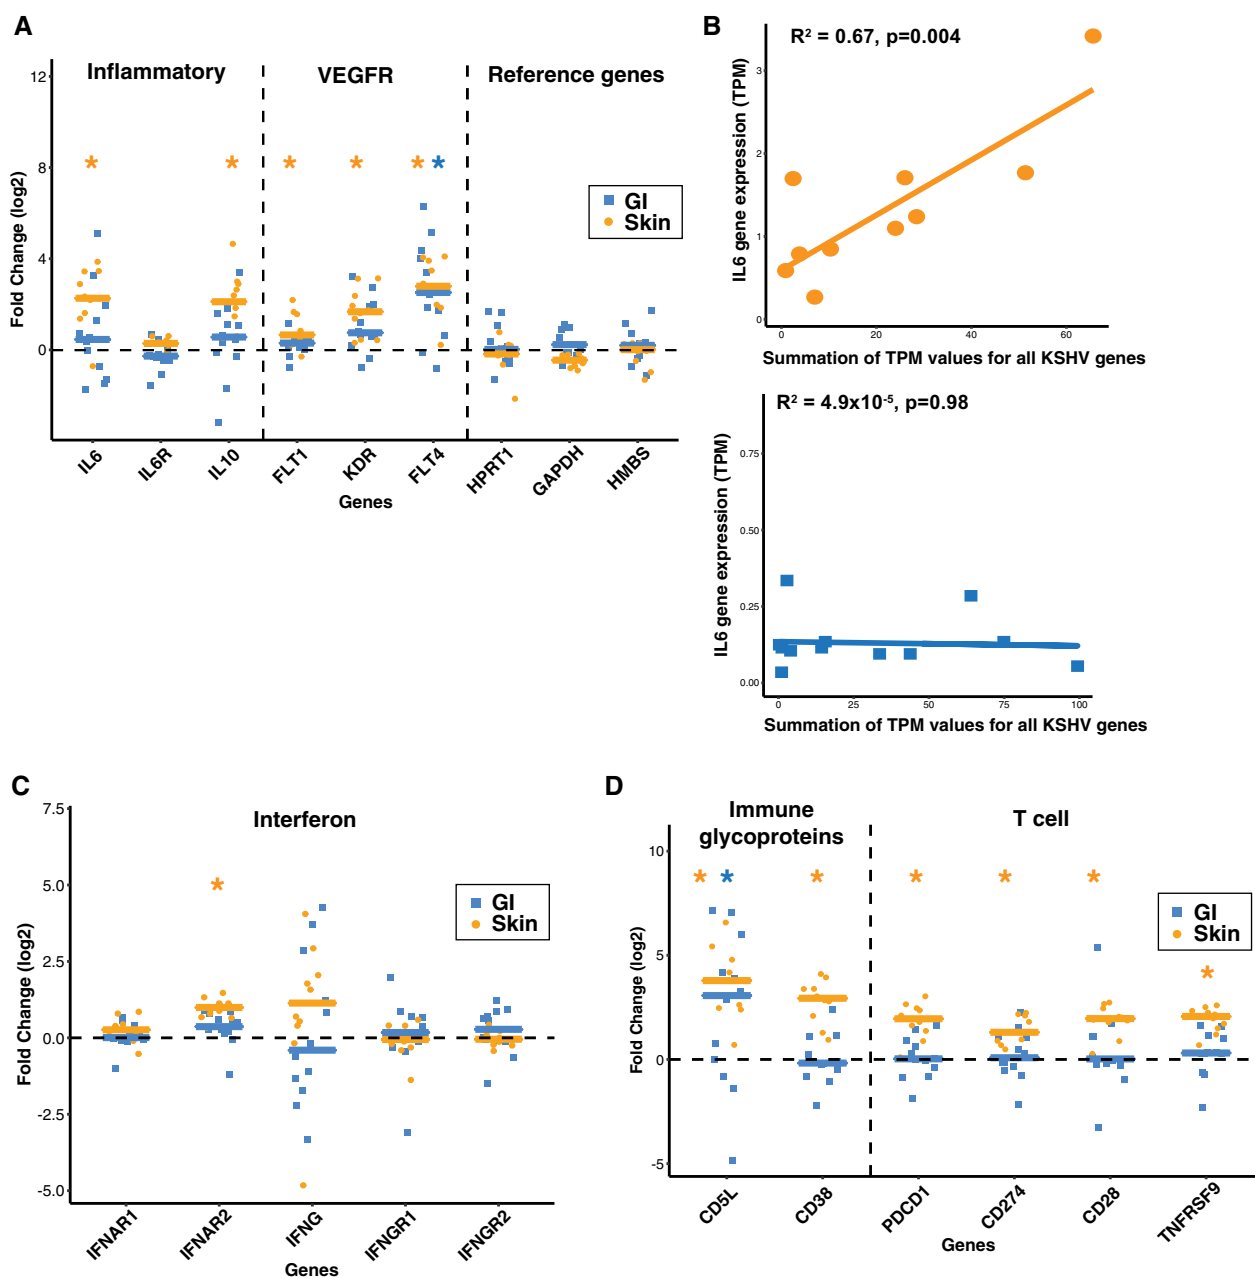 A
Inflammatory
VEGFR
Reference genes
12
8
4
0
Fold Change (log2)
* * * * * *
GI
Skin
IL6
IL6R
IL10
FLT1
KDR
FLT4
HPRT1
GAPDH
HMBS
Genes
B
R² = 0.67, p=0.004
IL6 gene expression (TPM)
3
2
1
0
0 20 40 60
Summation of TPM values for all KSHV genes
R² = 4.9x10⁻⁵, p=0.98
IL6 gene expression (TPM)
0.75
0.50
0.25
0.00
0 25 50 75 100
Summation of TPM values for all KSHV genes
C
Interferon
7.5
5.0
2.5
0.0
-2.5
-5.0
Fold Change (log2)
*
GI
Skin
IFNAR1
IFNAR2
IFNG
IFNGR1
IFNGR2
Genes
D
Immune
glycoproteins
T cell
10
5
0
-5
Fold Change (log2)
* * * * * *
GI
Skin
*
CD5L
CD38
PDCD1
CD274
CD28
TNFRSF9
Genes